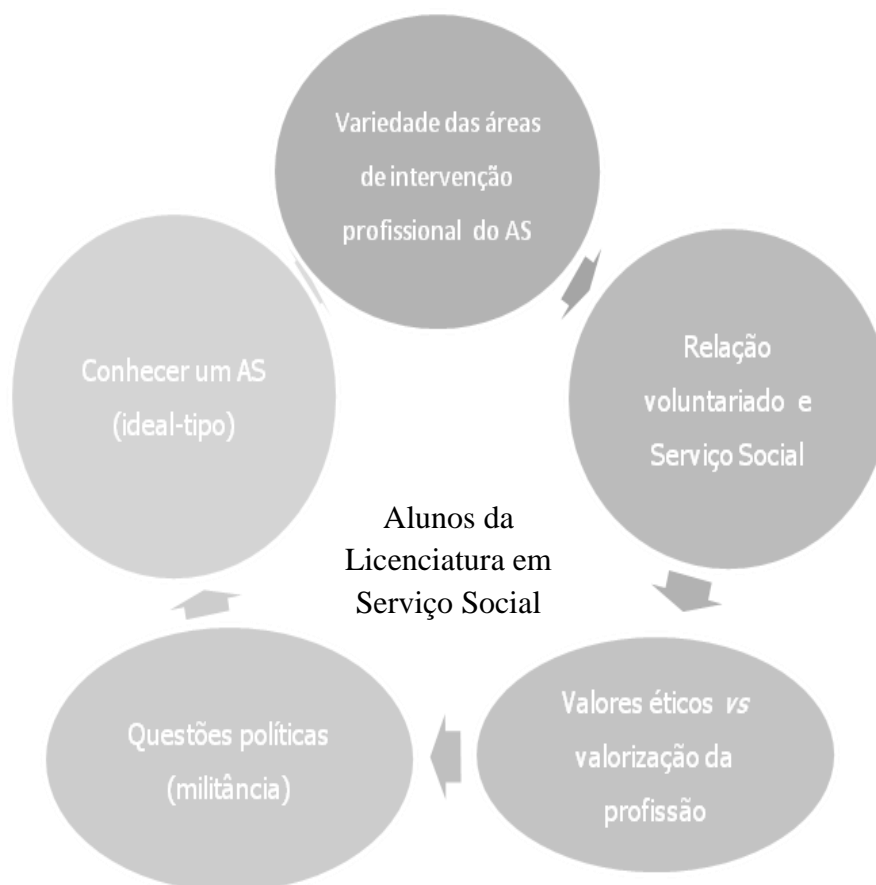 Variedade das áreas
de intervenção
profissional do AS
Relação
voluntariado e
Serviço Social
Valores éticos vs
valorização da
profissão
Questões políticas
(militância)
Conhecer um AS
(ideal-tipo)
Alunos da
Licenciatura em
Serviço Social